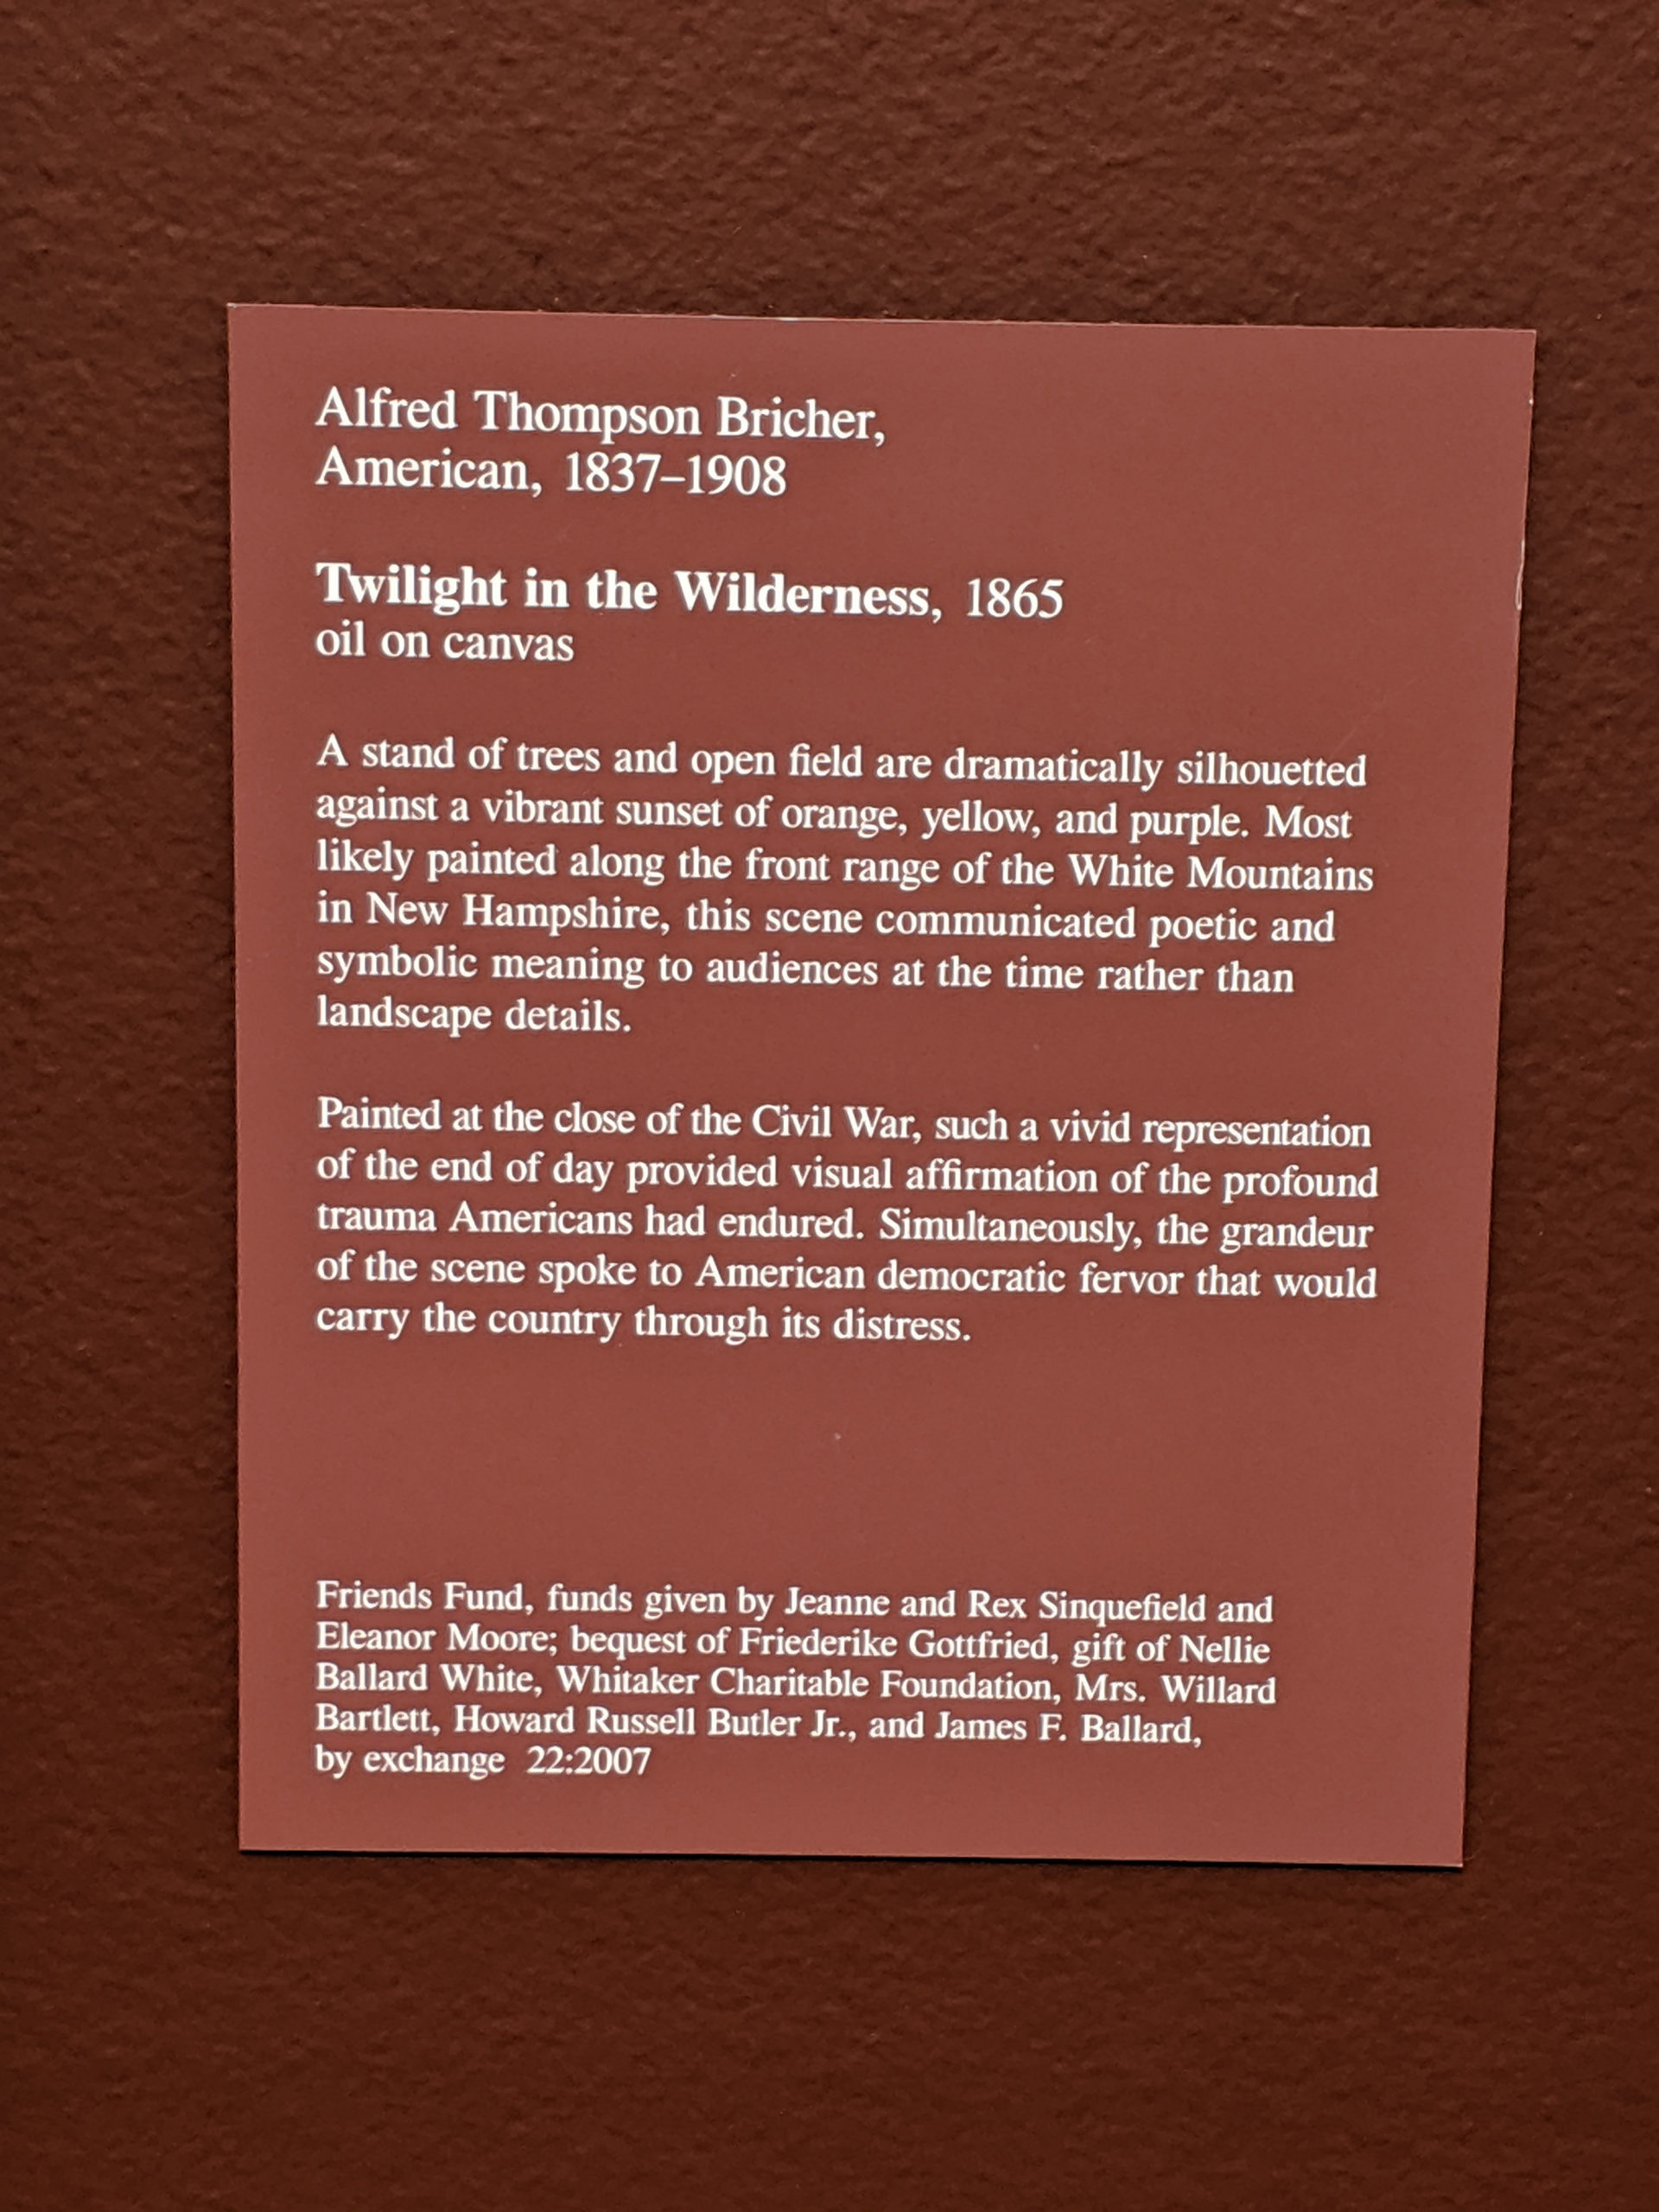 Alfred Thompson Bricher,
American, 1837–1908
Twilight in the Wilderness, 1865
oil on canvas
A stand of trees and open field are dramatically silhouetted
against a vibrant sunset of orange, yellow, and purple. Most
likely painted along the front range of the White Mountains
in New Hampshire, this scene communicated poetic and
symbolic meaning to audiences at the time rather than
landscape details.
Painted at the close of the Civil War, such a vivid representation
of the end of day provided visual affirmation of the profound
trauma Americans had endured. Simultaneously, the grandeur
of the scene spoke to American democratic fervor that would
carry the country through its distress.
Friends Fund, funds given by Jeanne and Rex Sinquefield and
Eleanor Moore; bequest of Friederike Gottfried, gift of Nellie
Ballard White, Whitaker Charitable Foundation, Mrs. Willard
Bartlett, Howard Russell Butler Jr., and James F. Ballard,
by exchange 22:2007